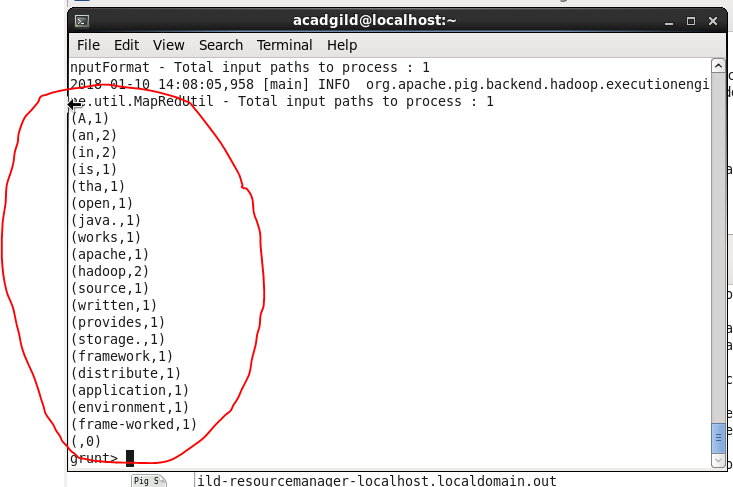 acadgild@localhost:~
File Edit View Search Terminal Help
nputFormat - Total input paths to process : 1
2018-01-10 14:08:05,958 [main] INFO  org.apache.pig.backend.hadoop.executionengi
ne.util.MapRedUtil - Total input paths to process : 1
(A,1)
(an,2)
(in,2)
(is,1)
(tha,1)
(open,1)
(java.,1)
(works,1)
(apache,1)
(hadoop,2)
(source,1)
(written,1)
(provides,1)
(storage.,1)
(framework,1)
(distribute,1)
(application,1)
(environment,1)
(frame-worked,1)
(,0)
grunt>
Pig S
ild-resourcemanager-localhost.localdomain.out